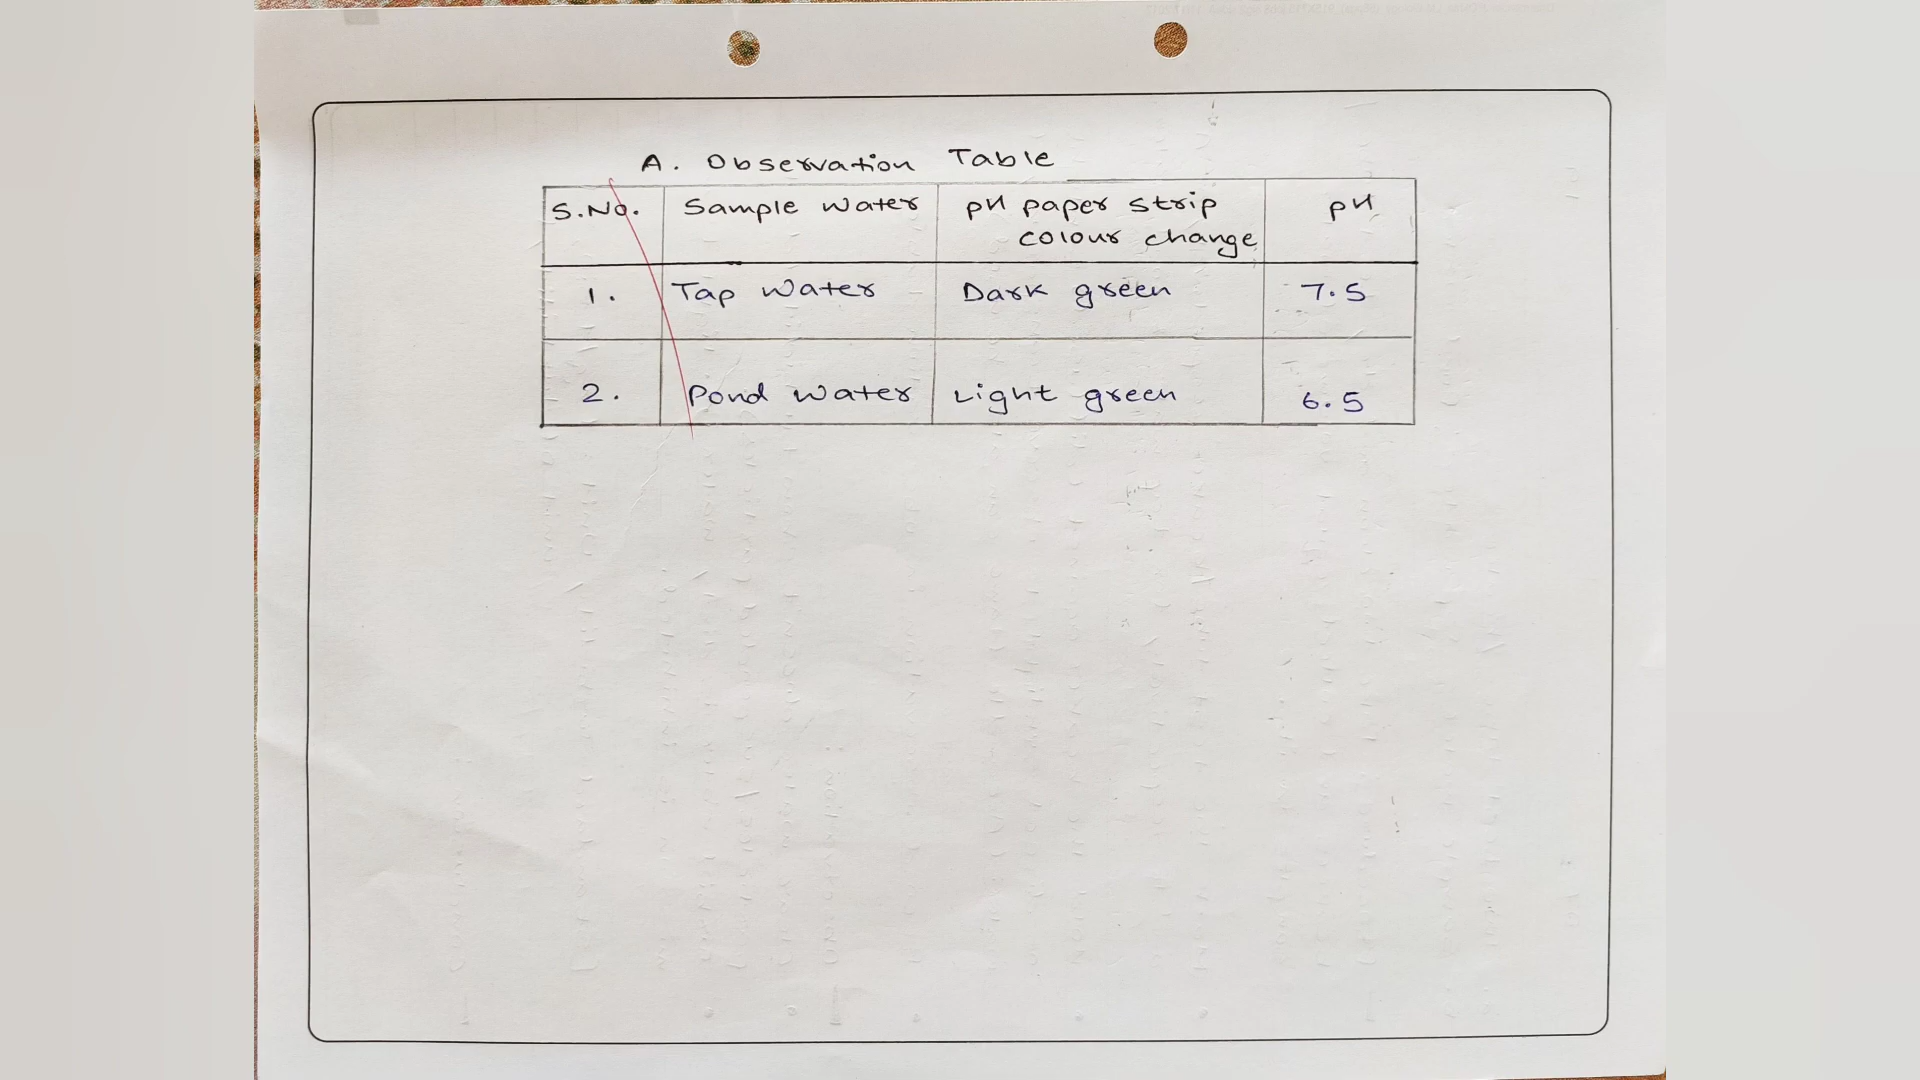 A. Observation Table
S.No. Sample water pH paper strip colour change pH
1. Tap water Dark green 7.5
2. Pond water Light green 6.5